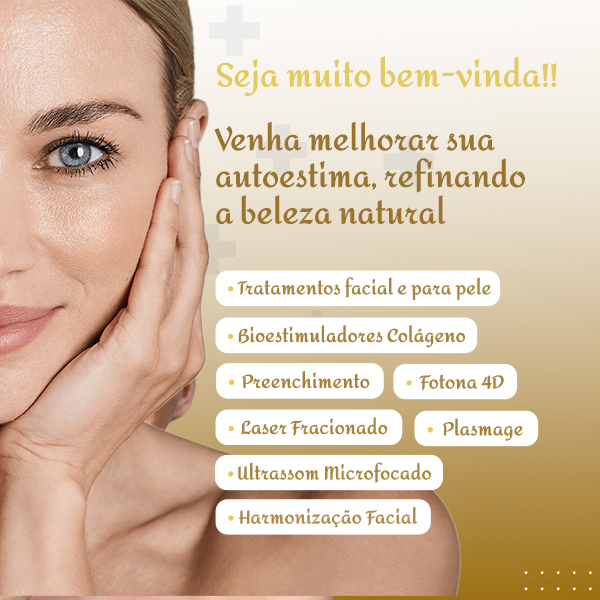 Seja muito bem-vinda!!
Venha melhorar sua
autoestima, refinando
a beleza natural
• Tratamentos facial e para pele
• Bioestimuladores Colágeno
• Preenchimento
• Fotona 4D
• Laser Fracionado
• Plasmage
• Ultrassom Microfocado
• Harmonização Facial